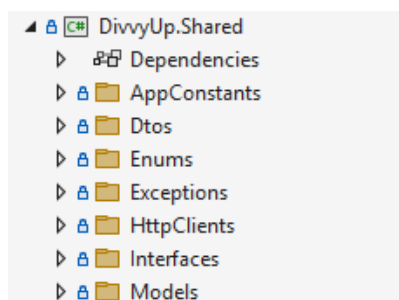 C# DivvyUp.Shared
Dependencies
AppConstants
Dtos
Enums
Exceptions
HttpClients
Interfaces
Models